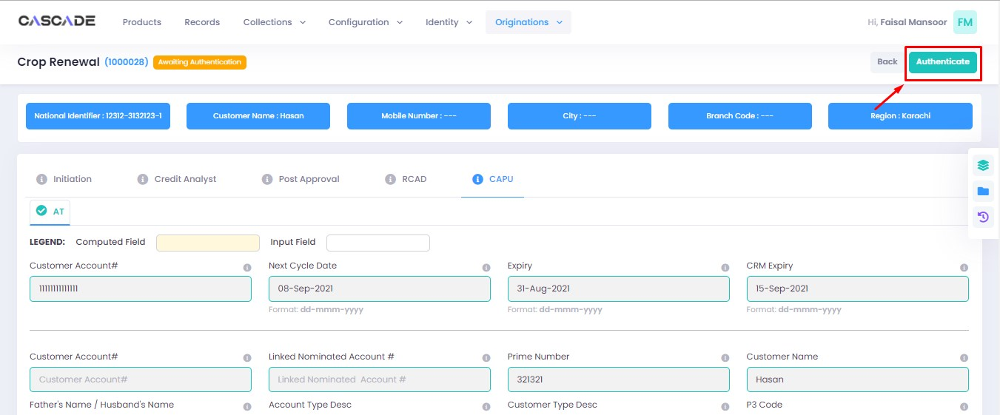 CASCADE Products Records Collections Configuration Identity Originations Hi, Faisal Mansoor FM
Crop Renewal (1000028) Awaiting Authentication Back Authenticate
National Identifier : 12312-3132123-1 Customer Name : Hasan Mobile Number : --- City : --- Branch Code : --- Region : Karachi
Initiation Credit Analyst Post Approval RCAD CAPU
AT
LEGEND: Computed Field Input Field
Customer Account# Next Cycle Date Expiry CRM Expiry
11111111111111 08-Sep-2021 31-Aug-2021 15-Sep-2021
Format: dd-mmm-yyyy Format: dd-mmm-yyyy Format: dd-mmm-yyyy
Customer Account# Linked Nominated Account # Prime Number Customer Name
Customer Account# Linked Nominated Account # 321321 Hasan
Father's Name / Husband's Name Account Type Desc Customer Type Desc P3 Code